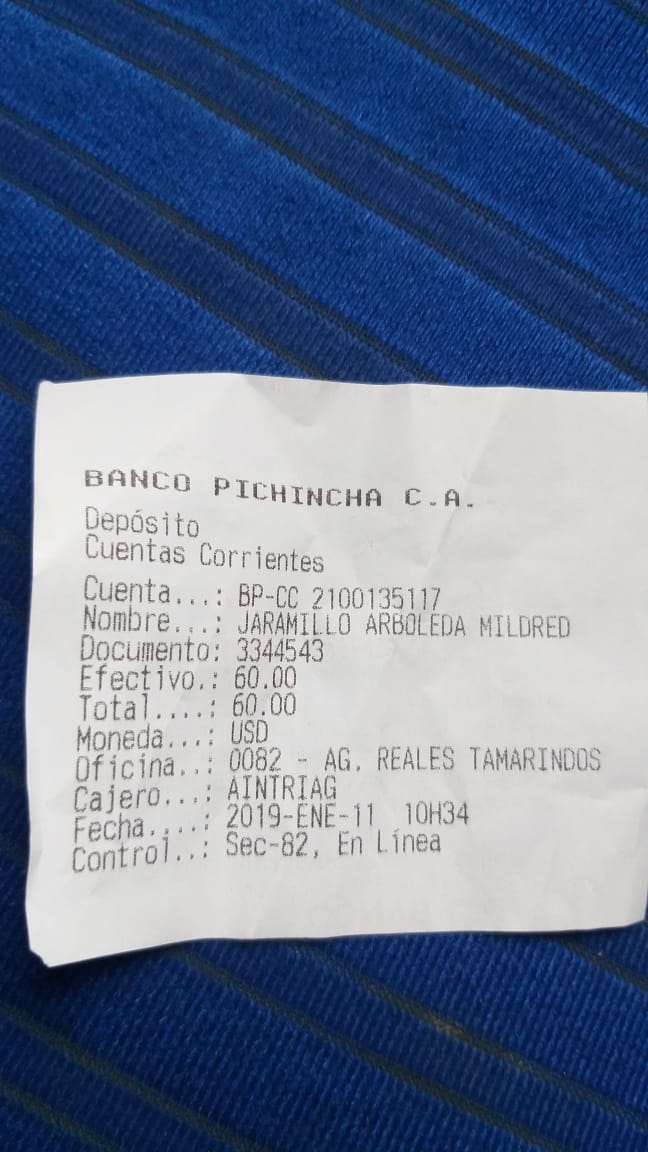 BANCO PICHINCHA C.A.
Depósito
Cuentas Corrientes
Cuenta...: BP-CC 2100135117
Nombre...: JARAMILLO ARBOLEDA MILDRED
Documento: 3344543
Efectivo.: 60.00
Total....: 60.00
Moneda...: USD
Oficina..: 0082 - AG. REALES TAMARINDOS
Cajero...: AINTRIAG
Fecha....: 2019-ENE-11 10H34
Control..: Sec-82, En Línea